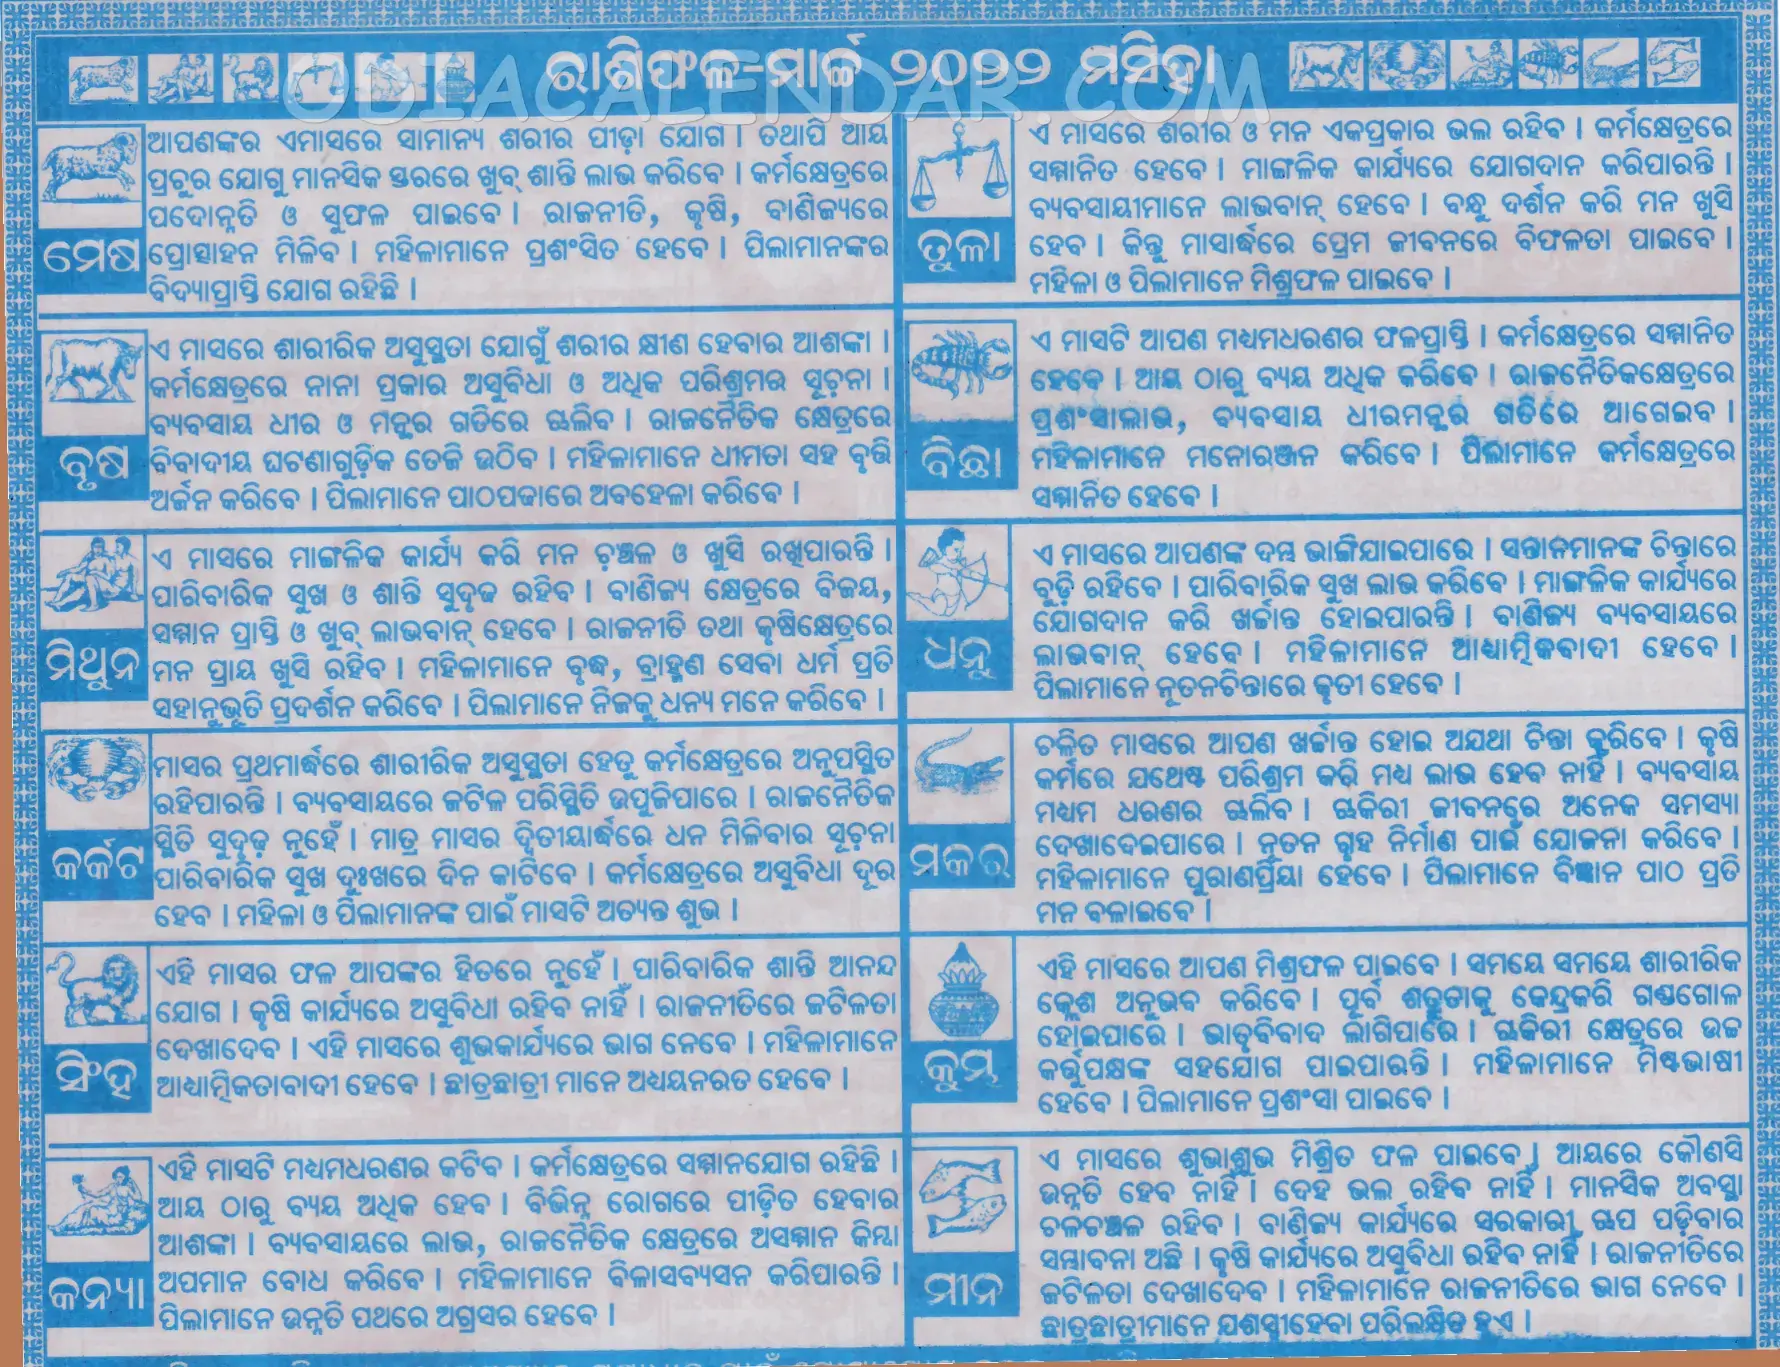 ରାଶିଫଳ-ମାର୍ଚ୍ଚ ୨୦୨୨ ମସିହା
ODIACALENDAR.COM
ମେଷ
ଆପଣଙ୍କର ଏମାସରେ ସାମାନ୍ୟ ଶରୀର ପୀଡ଼ା ଯୋଗ । ତଥାପି ଆୟ
ପ୍ରଚୁର ଯୋଗୁ ମାନସିକ ସ୍ତରରେ ଖୁବ୍ ଶାନ୍ତି ଲାଭ କରିବେ । କର୍ମକ୍ଷେତ୍ରରେ
ପଦୋନ୍ନତି ଓ ସୁଫଳ ପାଇବେ । ରାଜନୀତି, କୃଷି, ବାଣିଜ୍ୟରେ
ପ୍ରୋତ୍ସାହନ ମିଳିବ । ମହିଳାମାନେ ପ୍ରଶଂସିତ ହେବେ । ପିଲାମାନଙ୍କର
ବିଦ୍ୟାପ୍ରାପ୍ତି ଯୋଗ ରହିଛି ।
ବୃଷ
ଏ ମାସରେ ଶାରୀରିକ ଅସୁସ୍ଥତା ଯୋଗୁଁ ଶରୀର କ୍ଷୀଣ ହେବାର ଆଶଙ୍କା ।
କର୍ମକ୍ଷେତ୍ରରେ ନାନା ପ୍ରକାର ଅସୁବିଧା ଓ ଅଧିକ ପରିଶ୍ରମର ସୂଚନା ।
ବ୍ୟବସାୟ ଧୀର ଓ ମନ୍ଥର ଗତିରେ ଚାଲିବ । ରାଜନୈତିକ କ୍ଷେତ୍ରରେ
ବିବାଦୀୟ ଘଟଣାଗୁଡ଼ିକ ତେଜି ଉଠିବ । ମହିଳାମାନେ ଧୀମତା ସହ ବୃତ୍ତି
ଅର୍ଜନ କରିବେ । ପିଲାମାନେ ପାଠପଢାରେ ଅବହେଳା କରିବେ ।
ମିଥୁନ
ଏ ମାସରେ ମାଙ୍ଗଳିକ କାର୍ଯ୍ୟ କରି ମନ ଚଞ୍ଚଳ ଓ ଖୁସି ରଖିପାରନ୍ତି ।
ପାରିବାରିକ ସୁଖ ଓ ଶାନ୍ତି ସୁଦୃଢ ରହିବ । ବାଣିଜ୍ୟ କ୍ଷେତ୍ରରେ ବିଜୟ,
ସମ୍ମାନ ପ୍ରାପ୍ତି ଓ ଖୁବ୍ ଲାଭବାନ୍ ହେବେ । ରାଜନୀତି ତଥା କୃଷିକ୍ଷେତ୍ରରେ
ମନ ପ୍ରାୟ ଖୁସି ରହିବ । ମହିଳାମାନେ ବୃଦ୍ଧ, ବ୍ରାହ୍ମଣ ସେବା ଧର୍ମ ପ୍ରତି
ସହାନୁଭୂତି ପ୍ରଦର୍ଶନ କରିବେ । ପିଲାମାନେ ନିଜକୁ ଧନ୍ୟ ମନେ କରିବେ ।
କର୍କଟ
ମାସର ପ୍ରଥମାର୍ଦ୍ଧରେ ଶାରୀରିକ ଅସୁସ୍ଥତା ହେତୁ କର୍ମକ୍ଷେତ୍ରରେ ଅନୁପସ୍ଥିତ
ରହିପାରନ୍ତି । ବ୍ୟବସାୟରେ ଜଟିଳ ପରିସ୍ଥିତି ଉପୁଜିପାରେ । ରାଜନୈତିକ
ସ୍ଥିତି ସୁଦୃଢ଼ ନୁହେଁ । ମାତ୍ର ମାସର ଦ୍ୱିତୀୟାର୍ଦ୍ଧରେ ଧନ ମିଳିବାର ସୂଚନା
ପାରିବାରିକ ସୁଖ ଦୁଃଖରେ ଦିନ କାଟିବେ । କର୍ମକ୍ଷେତ୍ରରେ ଅସୁବିଧା ଦୂର
ହେବ । ମହିଳା ଓ ପିଲାମାନଙ୍କ ପାଇଁ ମାସଟି ଅତ୍ୟନ୍ତ ଶୁଭ ।
ସିଂହ
ଏହି ମାସର ଫଳ ଆପଙ୍କର ହିତରେ ନୁହେଁ । ପାରିବାରିକ ଶାନ୍ତି ଆନନ୍ଦ
ଯୋଗ । କୃଷି କାର୍ଯ୍ୟରେ ଅସୁବିଧା ରହିବ ନାହିଁ । ରାଜନୀତିରେ ଜଟିଳତା
ଦେଖାଦେବ । ଏହି ମାସରେ ଶୁଭକାର୍ଯ୍ୟରେ ଭାଗ ନେବେ । ମହିଳାମାନେ
ଆଧ୍ୟାତ୍ମିକତାବାଦୀ ହେବେ । ଛାତ୍ରଛାତ୍ରୀ ମାନେ ଅଧ୍ୟୟନରତ ହେବେ ।
କନ୍ୟା
ଏହି ମାସଟି ମଧ୍ୟମଧରଣର କଟିବ । କର୍ମକ୍ଷେତ୍ରରେ ସମ୍ମାନଯୋଗ ରହିଛି ।
ଆୟ ଠାରୁ ବ୍ୟୟ ଅଧିକ ହେବ । ବିଭିନ୍ନ ରୋଗରେ ପୀଡ଼ିତ ହେବାର
ଆଶଙ୍କା । ବ୍ୟବସାୟରେ ଲାଭ, ରାଜନୈତିକ କ୍ଷେତ୍ରରେ ଅସମ୍ମାନ କିମ୍ବା
ଅପମାନ ବୋଧ କରିବେ । ମହିଳାମାନେ ବିଳାସବ୍ୟସନ କରିପାରନ୍ତି ।
ପିଲାମାନେ ଉନ୍ନତି ପଥରେ ଅଗ୍ରସର ହେବେ ।
ତୁଳା
ଏ ମାସରେ ଶରୀର ଓ ମନ ଏକପ୍ରକାର ଭଲ ରହିବ । କର୍ମକ୍ଷେତ୍ରରେ
ସମ୍ମାନିତ ହେବେ । ମାଙ୍ଗଳିକ କାର୍ଯ୍ୟରେ ଯୋଗଦାନ କରିପାରନ୍ତି ।
ବ୍ୟବସାୟୀମାନେ ଲାଭବାନ୍ ହେବେ । ବନ୍ଧୁ ଦର୍ଶନ କରି ମନ ଖୁସି
ହେବ । କିନ୍ତୁ ମାସାର୍ଦ୍ଧରେ ପ୍ରେମ ଜୀବନରେ ବିଫଳତା ପାଇବେ ।
ମହିଳା ଓ ପିଲାମାନେ ମିଶ୍ରଫଳ ପାଇବେ ।
ବିଛା
ଏ ମାସଟି ଆପଣ ମଧ୍ୟମଧରଣର ଫଳପ୍ରାପ୍ତି । କର୍ମକ୍ଷେତ୍ରରେ ସମ୍ମାନିତ
ହେବେ । ଆୟ ଠାରୁ ବ୍ୟୟ ଅଧିକ କରିବେ । ରାଜନୈତିକକ୍ଷେତ୍ରରେ
ପ୍ରଶଂସାଲାଭ, ବ୍ୟବସାୟ ଧୀରମନ୍ଥର ଗତିରେ ଆଗେଇବ ।
ମହିଳାମାନେ ମନୋରଞ୍ଜନ କରିବେ । ପିଲାମାନେ କର୍ମକ୍ଷେତ୍ରରେ
ସମ୍ମାନିତ ହେବେ ।
ଧନୁ
ଏ ମାସରେ ଆପଣଙ୍କ ଦମ୍ଭ ଭାଙ୍ଗିଯାଇପାରେ । ସନ୍ତାନମାନଙ୍କ ଚିନ୍ତାରେ
ବୁଡ଼ି ରହିବେ । ପାରିବାରିକ ସୁଖ ଲାଭ କରିବେ । ମାଙ୍ଗଳିକ କାର୍ଯ୍ୟରେ
ଯୋଗଦାନ କରି ଖର୍ଚ୍ଚାନ୍ତ ହୋଇପାରନ୍ତି । ବାଣିଜ୍ୟ ବ୍ୟବସାୟରେ
ଲାଭବାନ୍ ହେବେ । ମହିଳାମାନେ ଆଧ୍ୟାତ୍ମିକବାଦୀ ହେବେ ।
ପିଲାମାନେ ନୂତନଚିନ୍ତାରେ କୃତୀ ହେବେ ।
ମକର
ଚଳିତ ମାସରେ ଆପଣ ଖର୍ଚ୍ଚାନ୍ତ ହୋଇ ଅଯଥା ଚିନ୍ତା କରିବେ । କୃଷି
କର୍ମରେ ଯଥେଷ୍ଟ ପରିଶ୍ରମ କରି ମଧ୍ୟ ଲାଭ ହେବ ନାହିଁ । ବ୍ୟବସାୟ
ମଧ୍ୟମ ଧରଣର ଚାଲିବ । ଚାକିରୀ ଜୀବନରେ ଅନେକ ସମସ୍ୟା
ଦେଖାଦେଇପାରେ । ନୂତନ ଗୃହ ନିର୍ମାଣ ପାଇଁ ଯୋଜନା କରିବେ ।
ମହିଳାମାନେ ପୁରାଣପ୍ରିୟା ହେବେ । ପିଲାମାନେ ବିଜ୍ଞାନ ପାଠ ପ୍ରତି
ମନ ବଳାଇବେ ।
କୁମ୍ଭ
ଏହି ମାସରେ ଆପଣ ମିଶ୍ରଫଳ ପାଇବେ । ସମୟେ ସମୟେ ଶାରୀରିକ
କ୍ଲେଶ ଅନୁଭବ କରିବେ । ପୂର୍ବ ଶତ୍ରୁତାକୁ କେନ୍ଦ୍ରକରି ଗଣ୍ଡଗୋଳ
ହୋଇପାରେ । ଭାତୃବିବାଦ ଲାଗିପାରେ । ଚାକିରୀ କ୍ଷେତ୍ରରେ ଉଚ୍ଚ
କର୍ତ୍ତୃପକ୍ଷଙ୍କ ସହଯୋଗ ପାଇପାରନ୍ତି । ମହିଳାମାନେ ମିଷ୍ଟଭାଷୀ
ହେବେ । ପିଲାମାନେ ପ୍ରଶଂସା ପାଇବେ ।
ମୀନ
ଏ ମାସରେ ଶୁଭାଶୁଭ ମିଶ୍ରିତ ଫଳ ପାଇବେ । ଆୟରେ କୌଣସି
ଉନ୍ନତି ହେବ ନାହିଁ । ଦେହ ଭଲ ରହିବ ନାହିଁ । ମାନସିକ ଅବସ୍ଥା
ଚଳଚଞ୍ଚଳ ରହିବ । ବାଣିଜ୍ୟ କାର୍ଯ୍ୟରେ ସରକାରୀ ଚାପ ପଡ଼ିବାର
ସମ୍ଭାବନା ଅଛି । କୃଷି କାର୍ଯ୍ୟରେ ଅସୁବିଧା ରହିବ ନାହିଁ । ରାଜନୀତିରେ
ଜଟିଳତା ଦେଖାଦେବ । ମହିଳାମାନେ ରାଜନୀତିରେ ଭାଗ ନେବେ ।
ଛାତ୍ରଛାତ୍ରୀମାନେ ଯଶସ୍ୱୀହେବା ପରିଲକ୍ଷିତ ହୁଏ ।